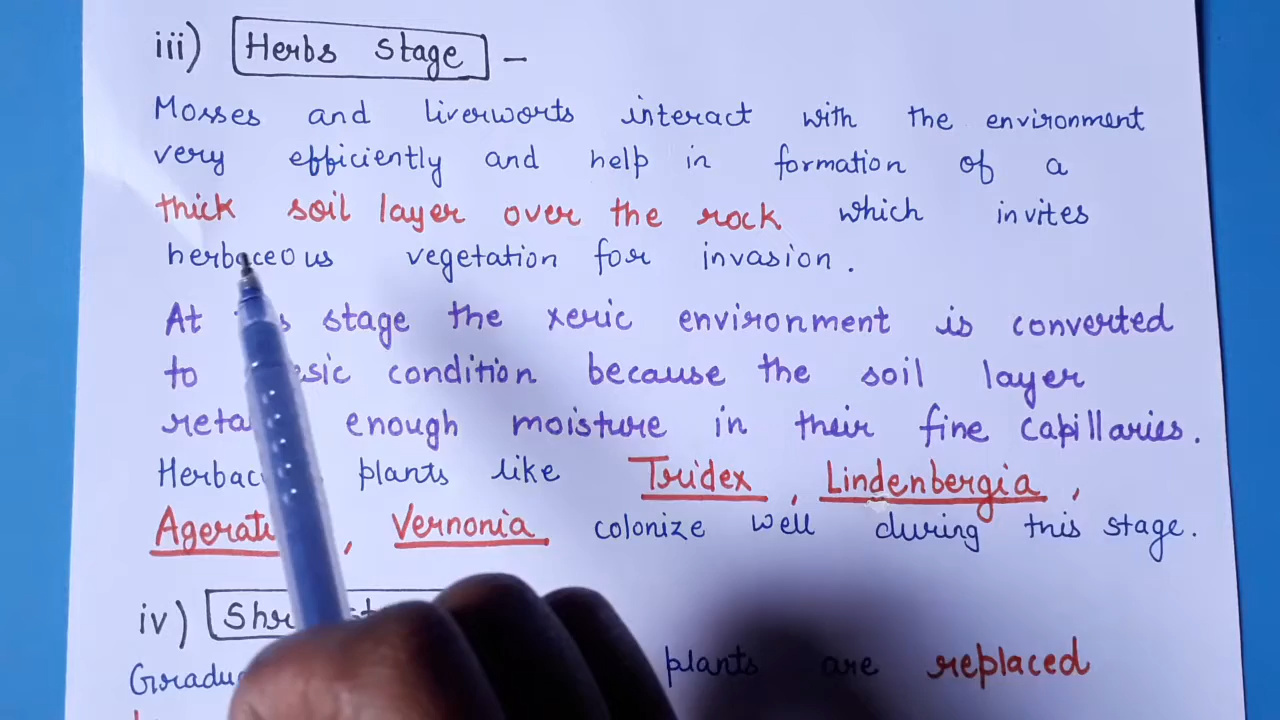 iii) Herbs stage -
Mosses and liverworts interact with the environment
very efficiently and help in formation of a
thick soil layer over the rock which invites
herbaceous vegetation for invasion.
At stage the xeric environment is converted
to condition because the soil layer
enough moisture in their fine capillaries.
plants like Tridex, Lindenbergia,
, Vernonia colonize well during this stage.
iv)
plants are replaced